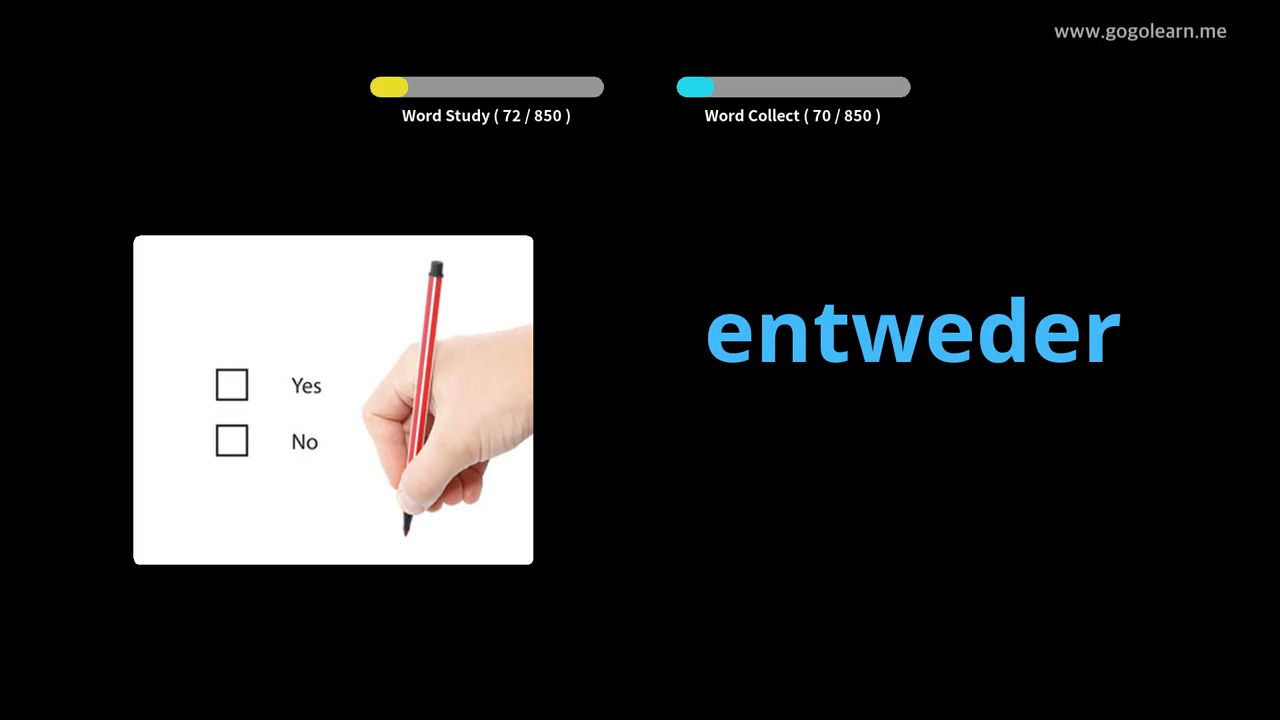 www.gogolearn.me
Word Study ( 72 / 850 )
Word Collect ( 70 / 850 )
Yes
No
entweder